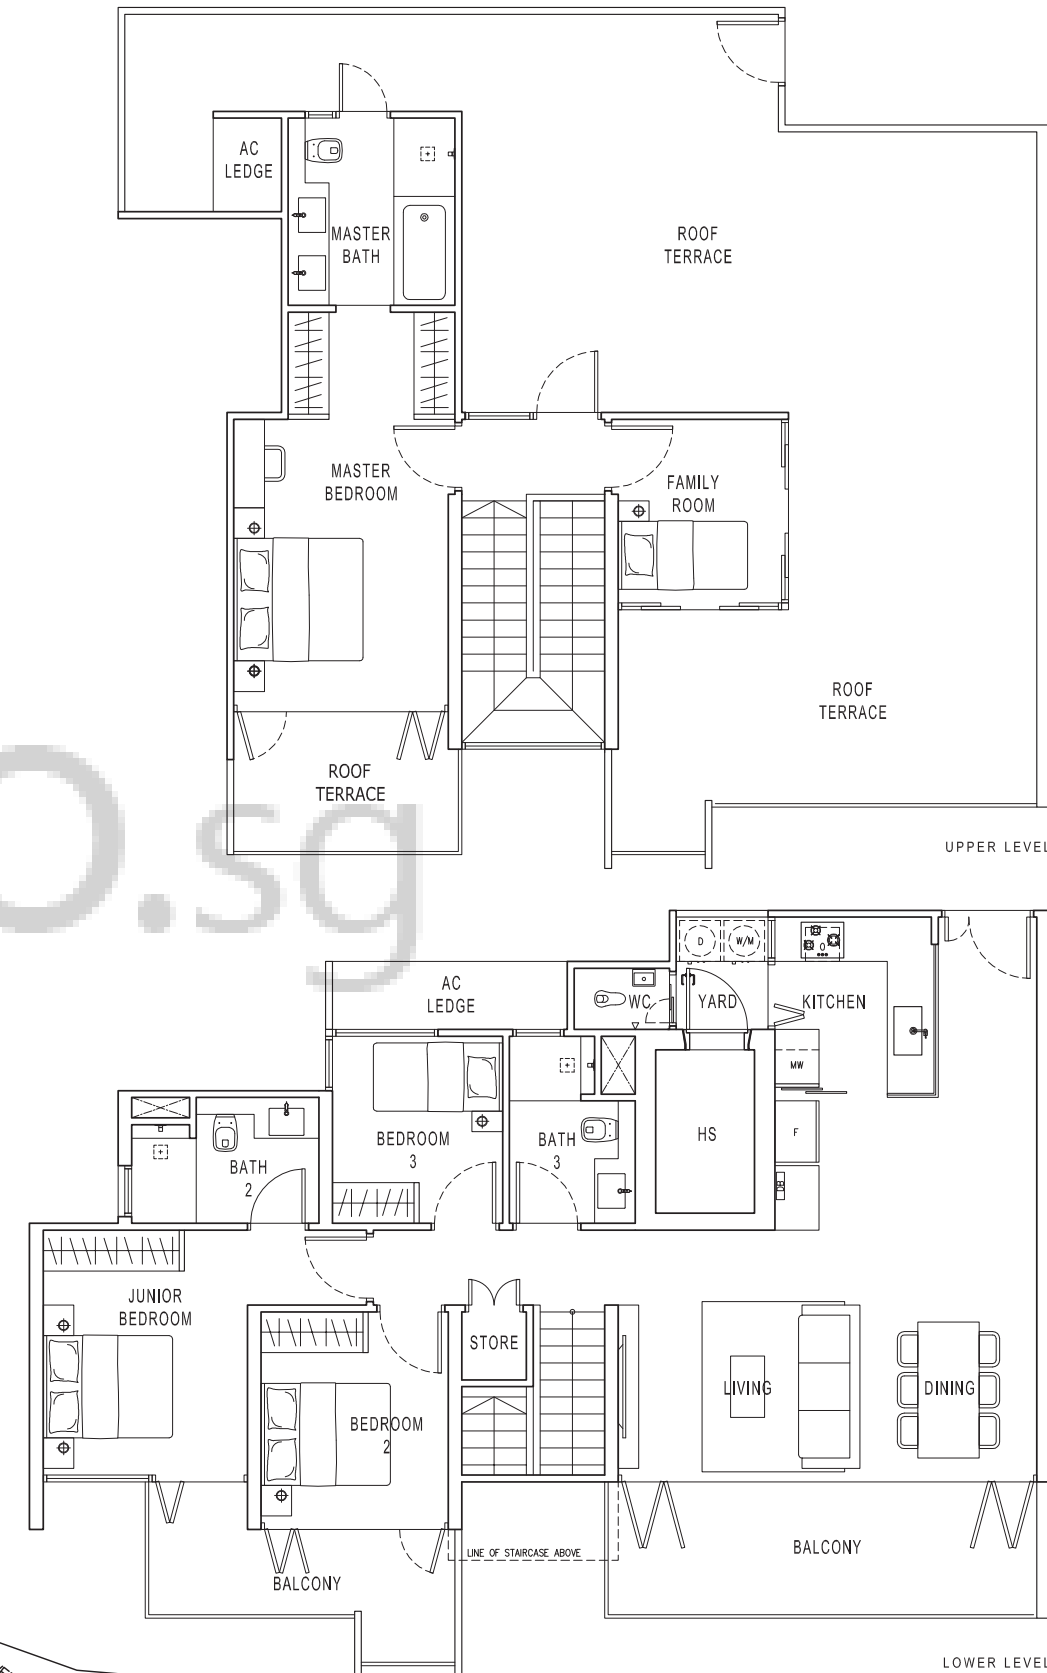 AC
LEDGE
MASTER
BATH
ROOF
TERRACE
MASTER
BEDROOM
FAMILY
ROOM
ROOF
TERRACE
ROOF
TERRACE
UPPER LEVEL
O.sg
AC
LEDGE
WC
D
W/M
YARD
KITCHEN
MW
BEDROOM
3
BATH
3
HS
F
DB
BATH
2
JUNIOR
BEDROOM
STORE
BEDROOM
2
LIVING
DINING
LINE OF STAIRCASE ABOVE
BALCONY
BALCONY
LOWER LEVEL